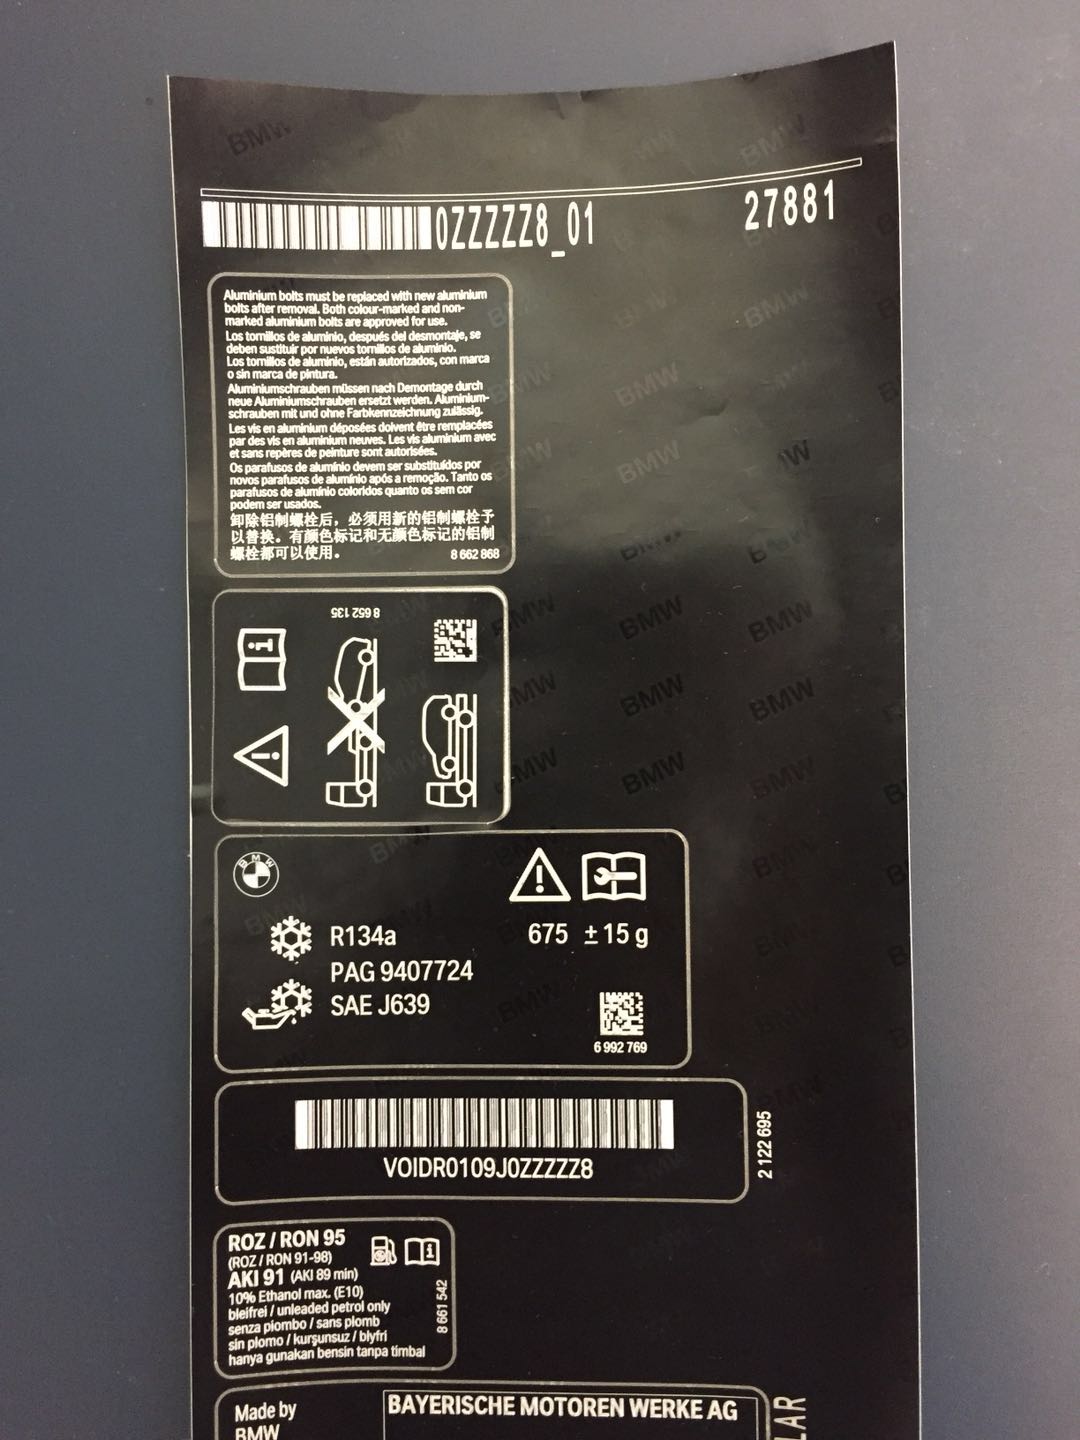 0ZZZZZ8_01
27881
Aluminium bolts must be replaced with new aluminium
bolts after removal. Both colour-marked and non-
marked aluminium bolts are approved for use.
Los tornillos de aluminio, después del desmontaje, se
deben sustituir por nuevos tornillos de aluminio.
Los tornillos de aluminio, están autorizados, con marca
o sin marca de pintura.
Aluminiumschrauben müssen nach Demontage durch
neue Aluminiumschrauben ersetzt werden. Aluminium-
schrauben mit und ohne Farbkennzeichnung zulässig.
Les vis en aluminium déposées doivent être remplacées
par des vis en aluminium neuves. Les vis aluminium avec
et sans repères de peinture sont autorisées.
Os parafusos de alumínio devem ser substituídos por
novos parafusos de alumínio após a remoção. Tanto os
parafusos de alumínio coloridos quanto os sem cor
podem ser usados.
卸除铝制螺栓后，必须用新的铝制螺栓予
以替换。有颜色标记和无颜色标记的铝制
螺栓都可以使用。
8 662 868
8 652 135
BMW
R134a
675 ±15 g
PAG 9407724
SAE J639
6 992 769
VOIDR0109J0ZZZZZ8
2 122 695
ROZ / RON 95
(ROZ / RON 91-98)
AKI 91 (AKI 89 min)
10% Ethanol max. (E10)
bleifrei / unleaded petrol only
senza piombo / sans plomb
sin plomo / kurşunsuz / blyfri
hanya gunakan bensin tanpa timbal
8 661 542
Made by
BMW
BAYERISCHE MOTOREN WERKE AG